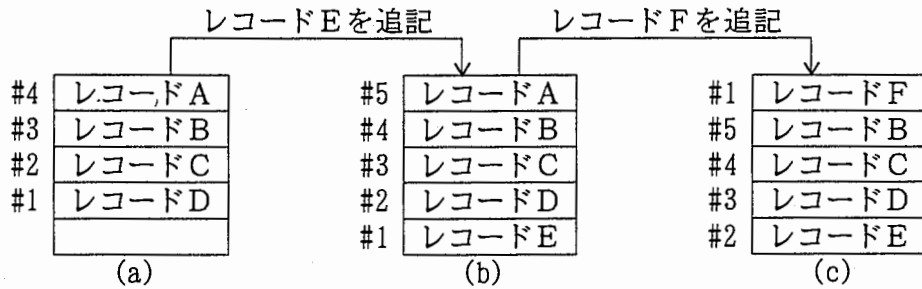 レコードEを追記 レコードFを追記
#4 レコードA #5 レコードA #1 レコードF
#3 レコードB #4 レコードB #5 レコードB
#2 レコードC #3 レコードC #4 レコードC
#1 レコードD #2 レコードD #3 レコードD
#1 レコードE #2 レコードE
(a) (b) (c)